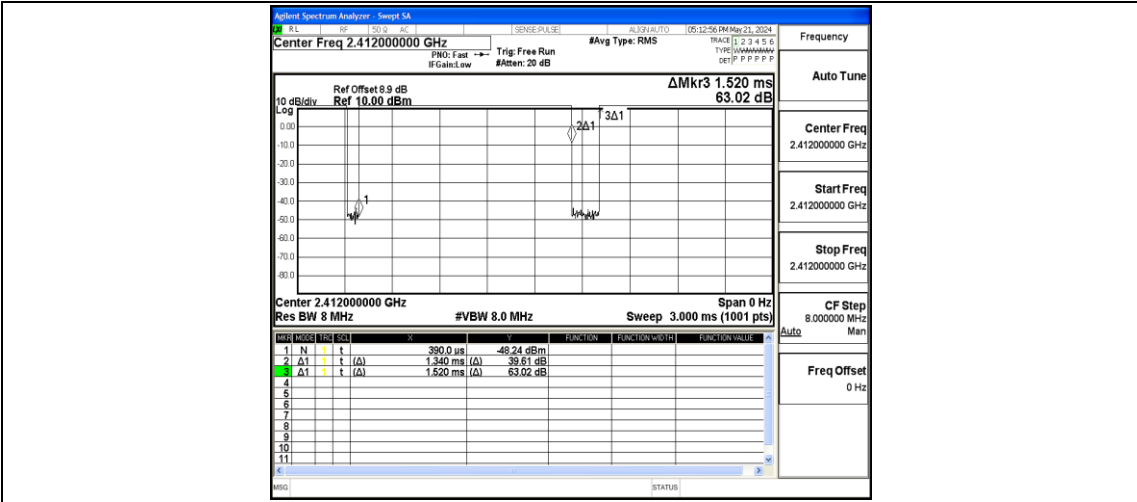 Agilent Spectrum Analyzer - Swept SA
RL RF 50 Ω AC SENSE:PULSE ALIGN AUTO 05:12:56 PM May 21, 2024
Center Freq 2.412000000 GHz #Avg Type: RMS TRACE 1 2 3 4 5 6
PNO: Fast Trig: Free Run TYPE WWWWWW
IFGain:Low #Atten: 20 dB DET P P P P P P
ΔMkr3 1.520 ms
63.02 dB
Ref Offset 8.9 dB
10 dB/div Ref 10.00 dBm
Log
0.00
-10.0
-20.0
-30.0
-40.0
-50.0
-60.0
-70.0
-80.0
1
2Δ1
3Δ1
Center 2.412000000 GHz Span 0 Hz
Res BW 8 MHz #VBW 8.0 MHz Sweep 3.000 ms (1001 pts)
MKR MODE TRC SCL X Y FUNCTION FUNCTION WIDTH FUNCTION VALUE
1 N 1 t 390.0 us -48.24 dBm
2 Δ1 1 t (Δ) 1.340 ms (Δ) 39.61 dB
3 Δ1 1 t (Δ) 1.520 ms (Δ) 63.02 dB
4
5
6
7
8
9
10
11
MSG STATUS
Frequency
Auto Tune
Center Freq
2.412000000 GHz
Start Freq
2.412000000 GHz
Stop Freq
2.412000000 GHz
CF Step
8.000000 MHz
Auto Man
Freq Offset
0 Hz